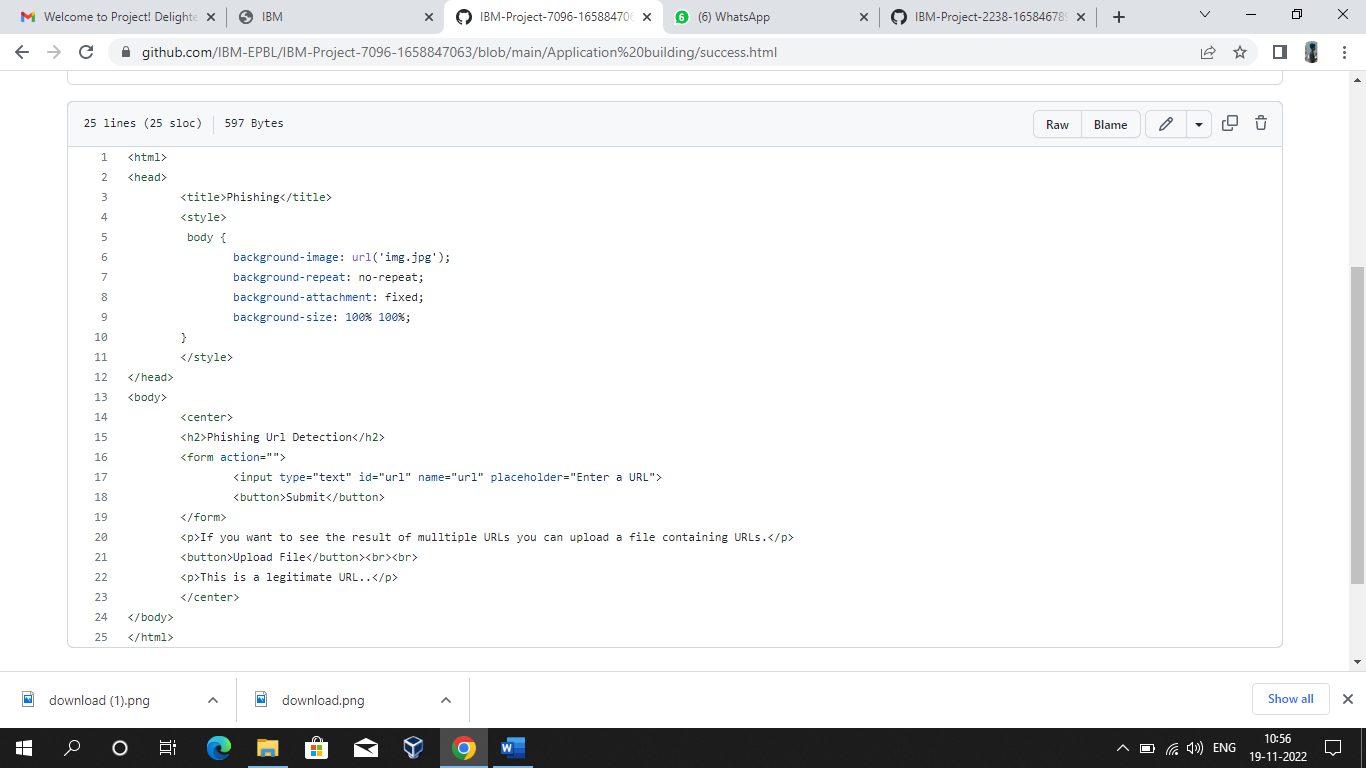 Welcome to Project! Delighte
IBM
IBM-Project-7096-165884706
6
(6) WhatsApp
IBM-Project-2238-165846789
github.com/IBM-EPBL/IBM-Project-7096-1658847063/blob/main/Application%20building/success.html
25 lines (25 sloc) 597 Bytes
Raw Blame
1 <html>
2 <head>
3 <title>Phishing</title>
4 <style>
5 body {
6 background-image: url('img.jpg');
7 background-repeat: no-repeat;
8 background-attachment: fixed;
9 background-size: 100% 100%;
10 }
11 </style>
12 </head>
13 <body>
14 <center>
15 <h2>Phishing Url Detection</h2>
16 <form action="">
17 <input type="text" id="url" name="url" placeholder="Enter a URL">
18 <button>Submit</button>
19 </form>
20 <p>If you want to see the result of mulltiple URLs you can upload a file containing URLs.</p>
21 <button>Upload File</button><br><br>
22 <p>This is a legitimate URL..</p>
23 </center>
24 </body>
25 </html>
download (1).png
download.png
Show all
W
ENG
10:56
19-11-2022